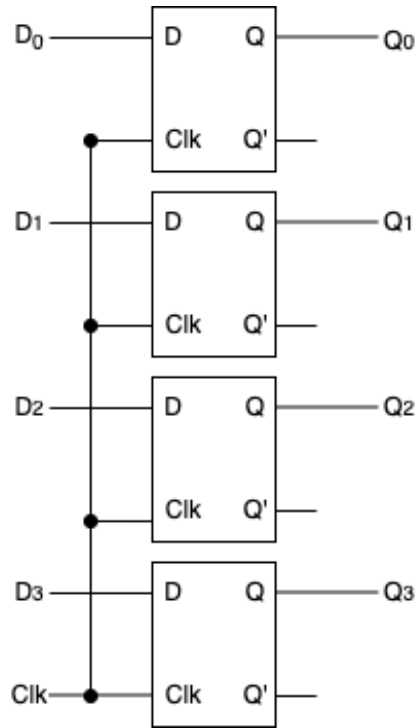 D0 D Q Q0
Clk Q'
D1 D Q Q1
Clk Q'
D2 D Q Q2
Clk Q'
D3 D Q Q3
Clk Clk Q'